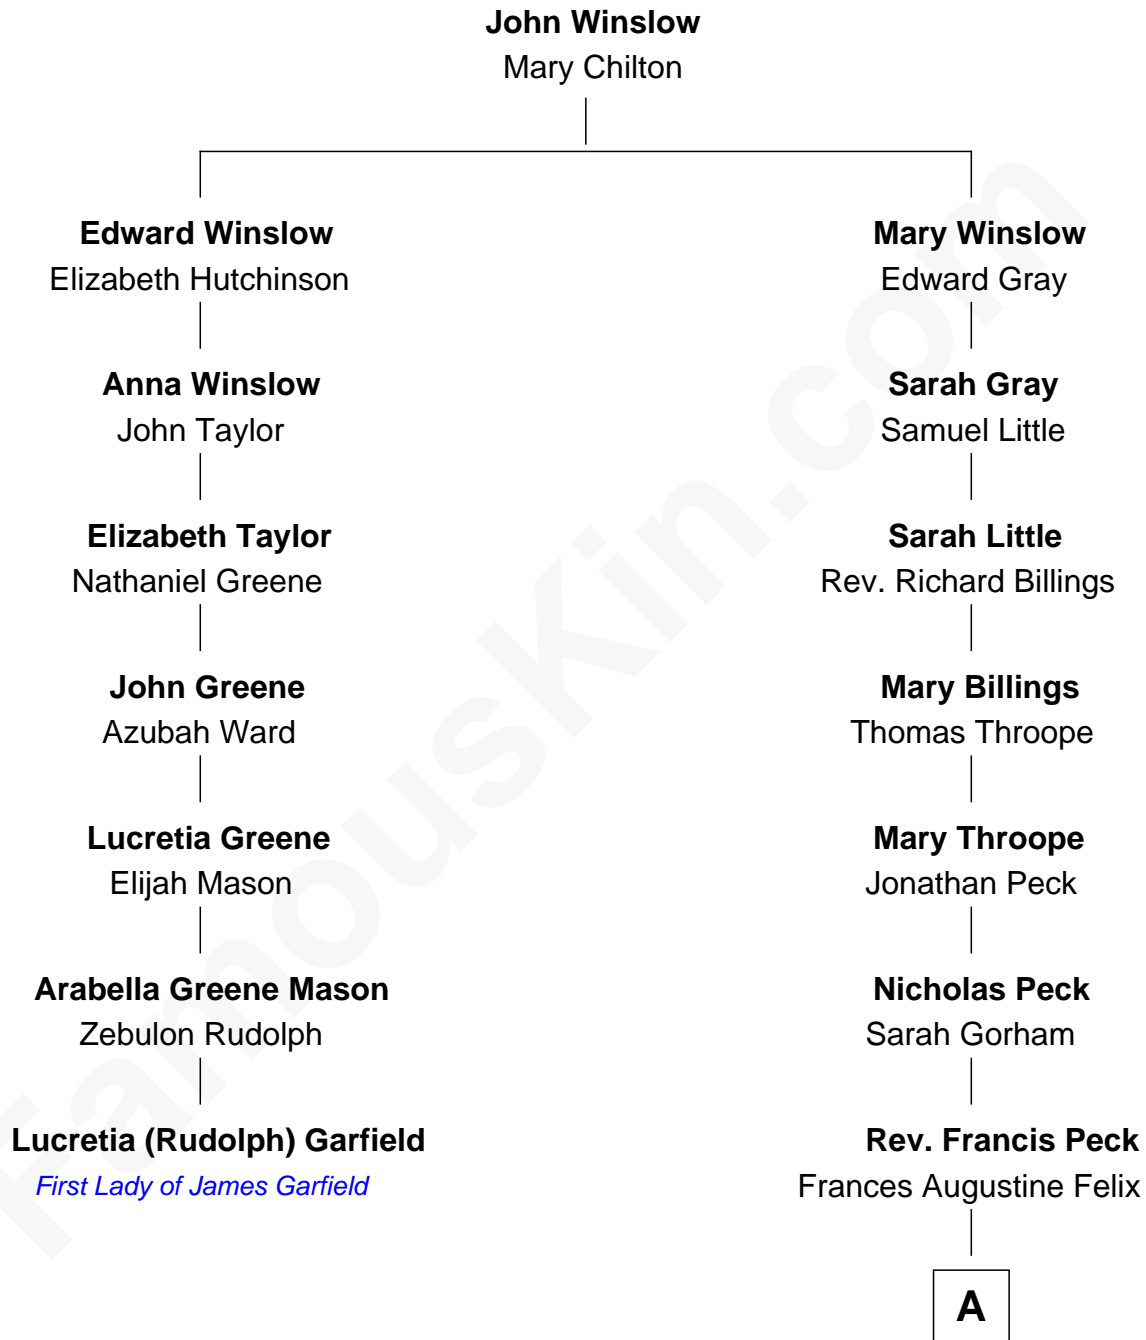 John Winslow
Mary Chilton
Edward Winslow
Elizabeth Hutchinson
Mary Winslow
Edward Gray
Anna Winslow
John Taylor
Sarah Gray
Samuel Little
Elizabeth Taylor
Nathaniel Greene
Sarah Little
Rev. Richard Billings
John Greene
Azubah Ward
Mary Billings
Thomas Throope
Lucretia Greene
Elijah Mason
Mary Throope
Jonathan Peck
Arabella Greene Mason
Zebulon Rudolph
Nicholas Peck
Sarah Gorham
Lucretia (Rudolph) Garfield
First Lady of James Garfield
Rev. Francis Peck
Frances Augustine Felix
A
FamousKin.com